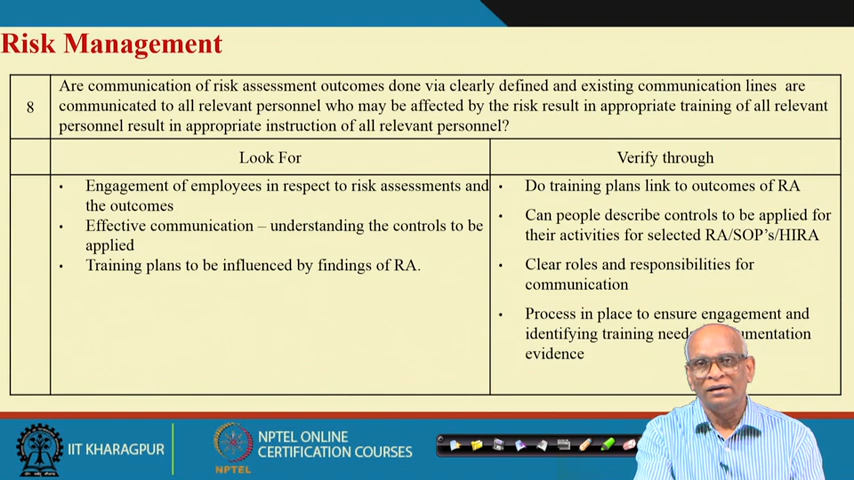 Risk Management
8
Are communication of risk assessment outcomes done via clearly defined and existing communication lines are
communicated to all relevant personnel who may be affected by the risk result in appropriate training of all relevant
personnel result in appropriate instruction of all relevant personnel?
Look For
Verify through
• Engagement of employees in respect to risk assessments and
the outcomes
• Effective communication – understanding the controls to be
applied
• Training plans to be influenced by findings of RA.
• Do training plans link to outcomes of RA
• Can people describe controls to be applied for
their activities for selected RA/SOP's/HIRA
• Clear roles and responsibilities for
communication
• Process in place to ensure engagement and
identifying training
evidence
IIT KHARAGPUR
NPTEL
NPTEL ONLINE
CERTIFICATION COURSES